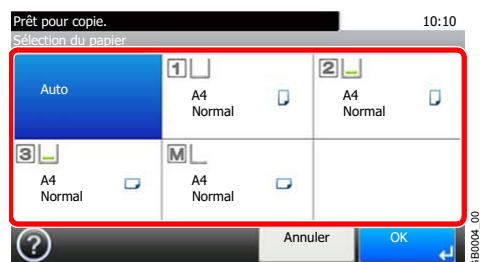 Prêt pour copie. 10:10
Sélection du papier
Auto
1
A4
Normal
2
A4
Normal
3
A4
Normal
M
A4
Normal
? Annuler OK
GB0004_00